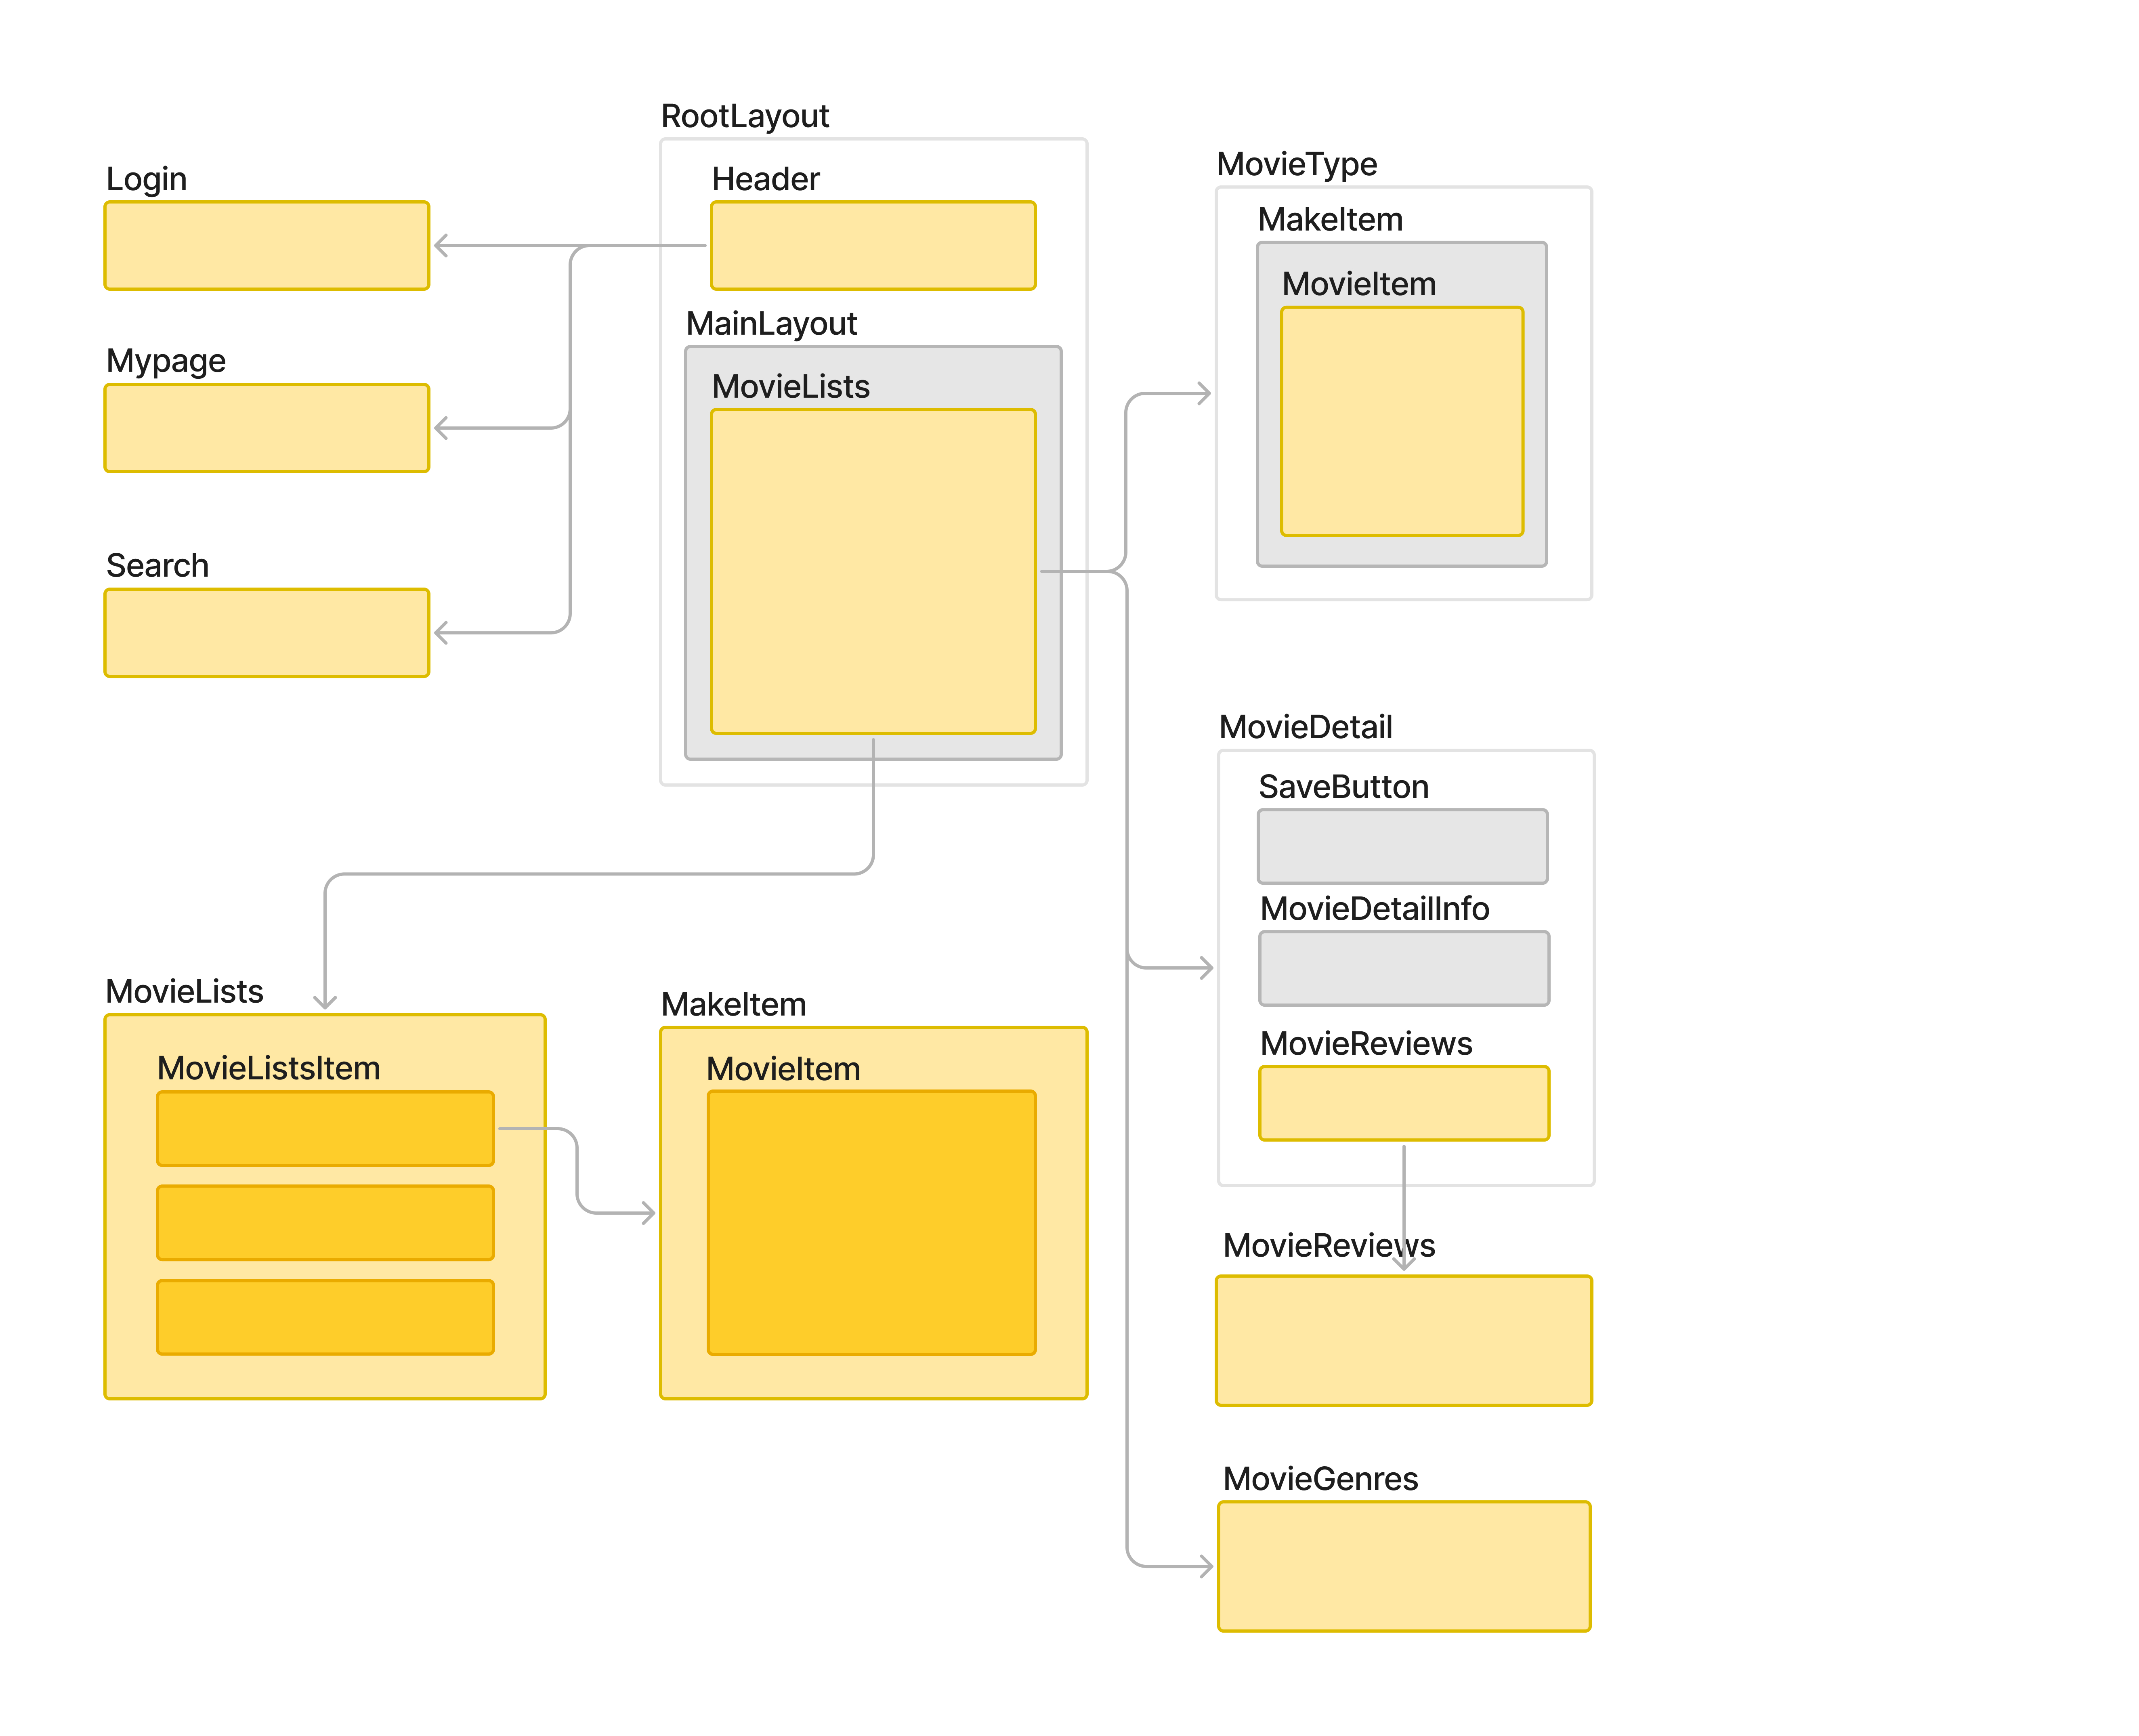 RootLayout
Login
Header
MovieType
MakeItem
MovieItem
MainLayout
Mypage
MovieLists
Search
MovieDetail
SaveButton
MovieDetailInfo
MovieReviews
MovieLists
MovieListsItem
MakeItem
MovieItem
MovieReviews
MovieGenres